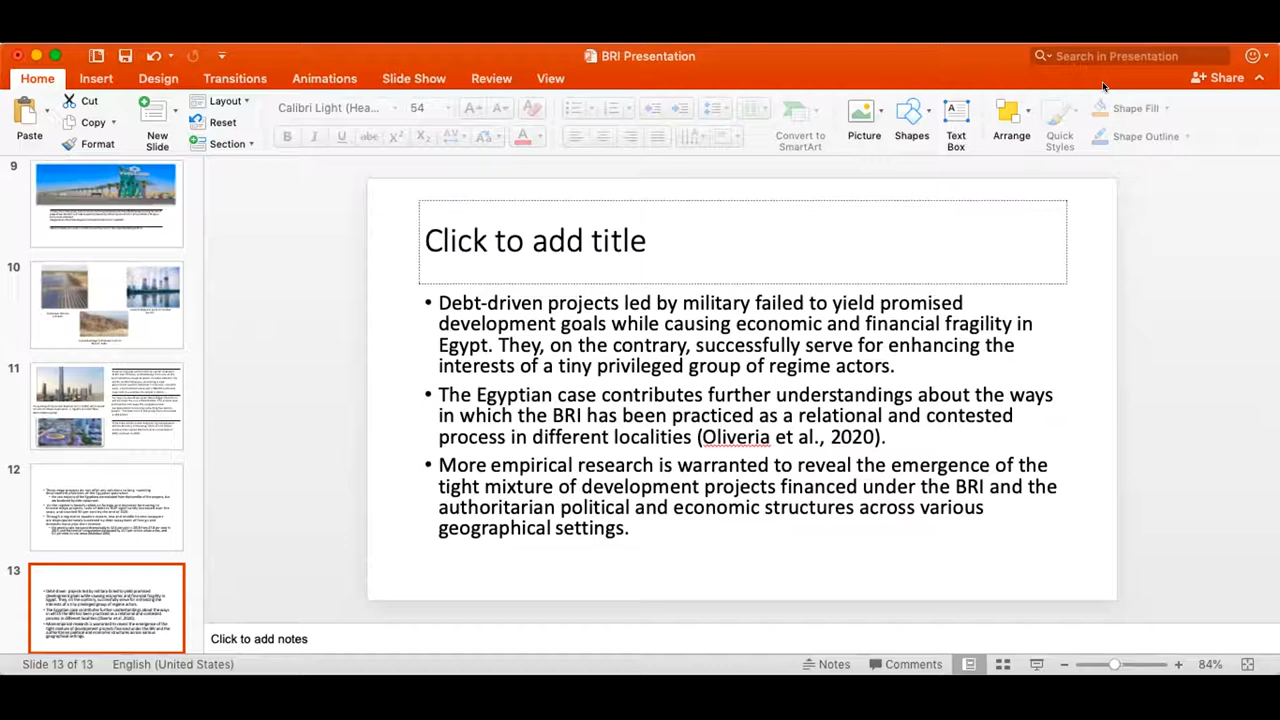 BRI Presentation
Search in Presentation
Home Insert Design Transitions Animations Slide Show Review View
Share
Paste
Cut
Copy
Format
New
Slide
Layout
Reset
Section
Calibri Light (Hea... 54
Convert to
SmartArt
Picture
Shapes
Text
Box
Arrange
Quick
Styles
Shape Fill
Shape Outline
9
10
11
12
13
Click to add title
• Debt-driven projects led by military failed to yield promised
development goals while causing economic and financial fragility in
Egypt. They, on the contrary, successfully serve for enhancing the
interests of a tiny privileged group of regime actors.
• The Egyptian case contributes further understandings about the ways
in which the BRI has been practiced as a relational and contested
process in different localities (Oliveria et al., 2020).
• More empirical research is warranted to reveal the emergence of the
tight mixture of development projects financed under the BRI and the
authoritarian political and economic structures across various
geographical settings.
Click to add notes
Slide 13 of 13 English (United States) Notes Comments 84%